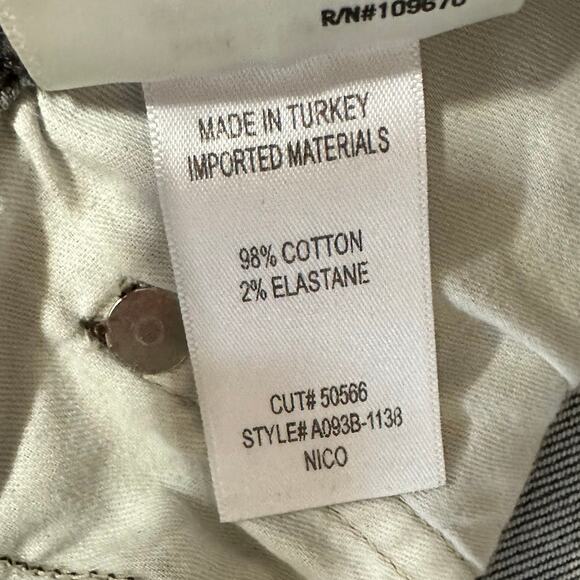 MADE IN TURKEY
IMPORTED MATERIALS
98% COTTON
2% ELASTANE
CUT# 50566
STYLE# A093B-1138
NICO